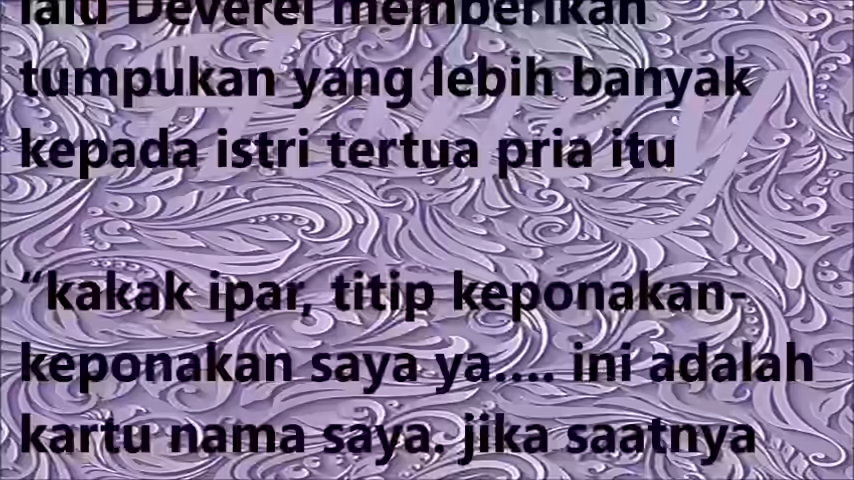 lalu Deverel memberikan
tumpukan yang lebih banyak
kepada istri tertua pria itu
“kakak ipar, titip keponakan-
keponakan saya ya.... ini adalah
kartu nama saya. jika saatnya